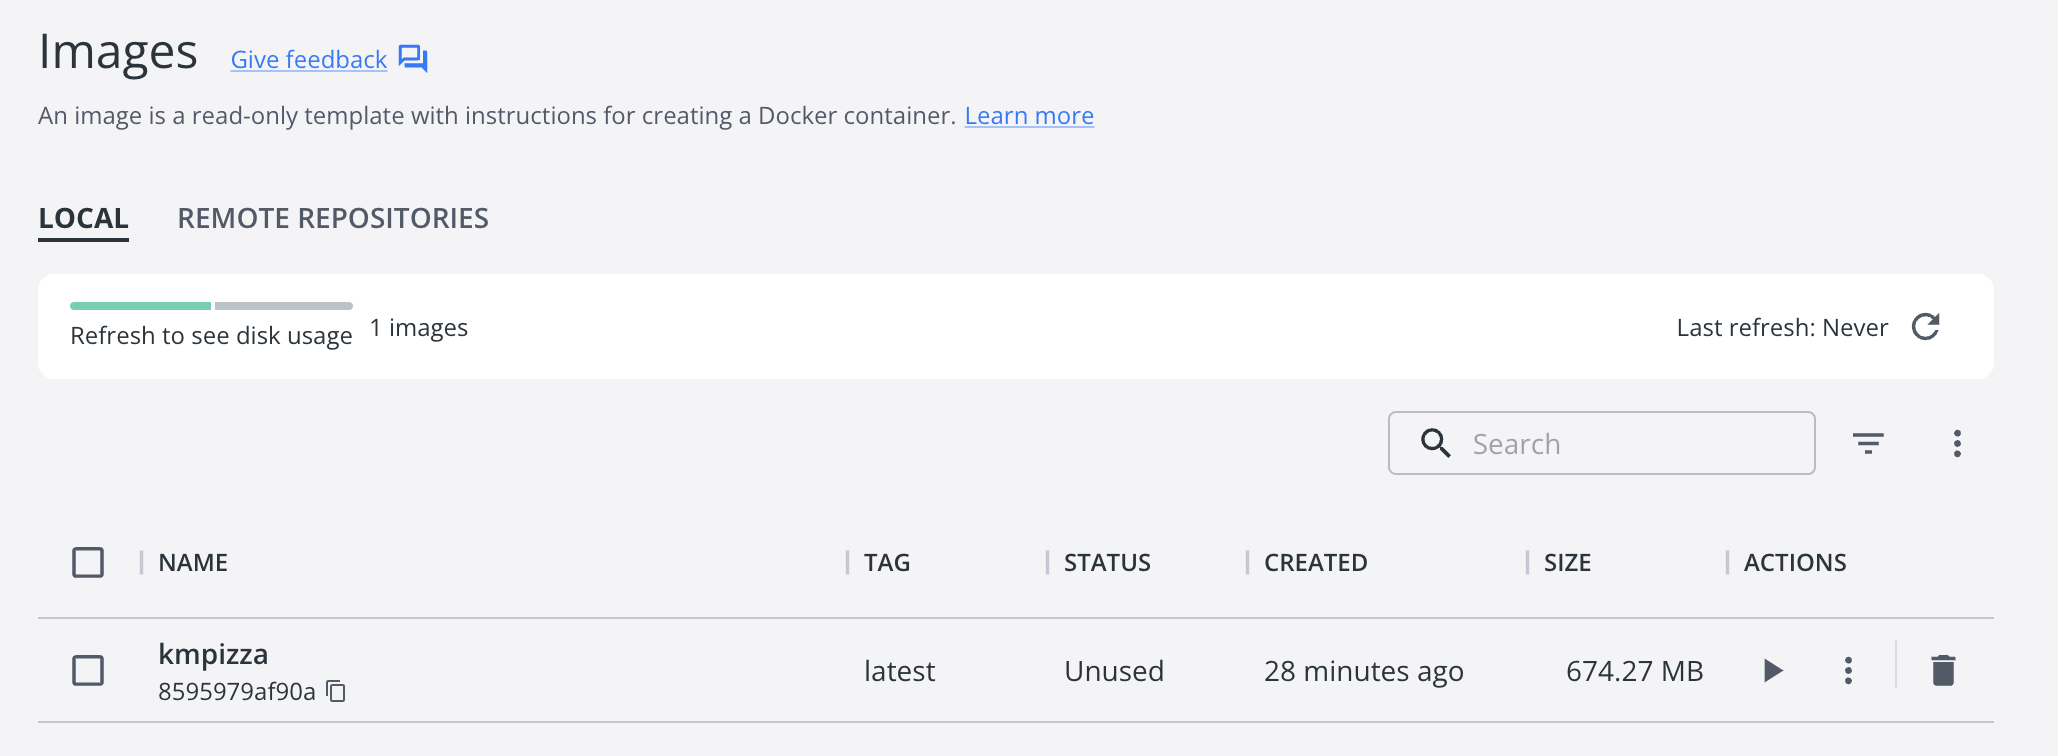 Images Give feedback
An image is a read-only template with instructions for creating a Docker container. Learn more
LOCAL REMOTE REPOSITORIES
Refresh to see disk usage 1 images Last refresh: Never
Search
NAME TAG STATUS CREATED SIZE ACTIONS
kmpizza latest Unused 28 minutes ago 674.27 MB
8595979af90a